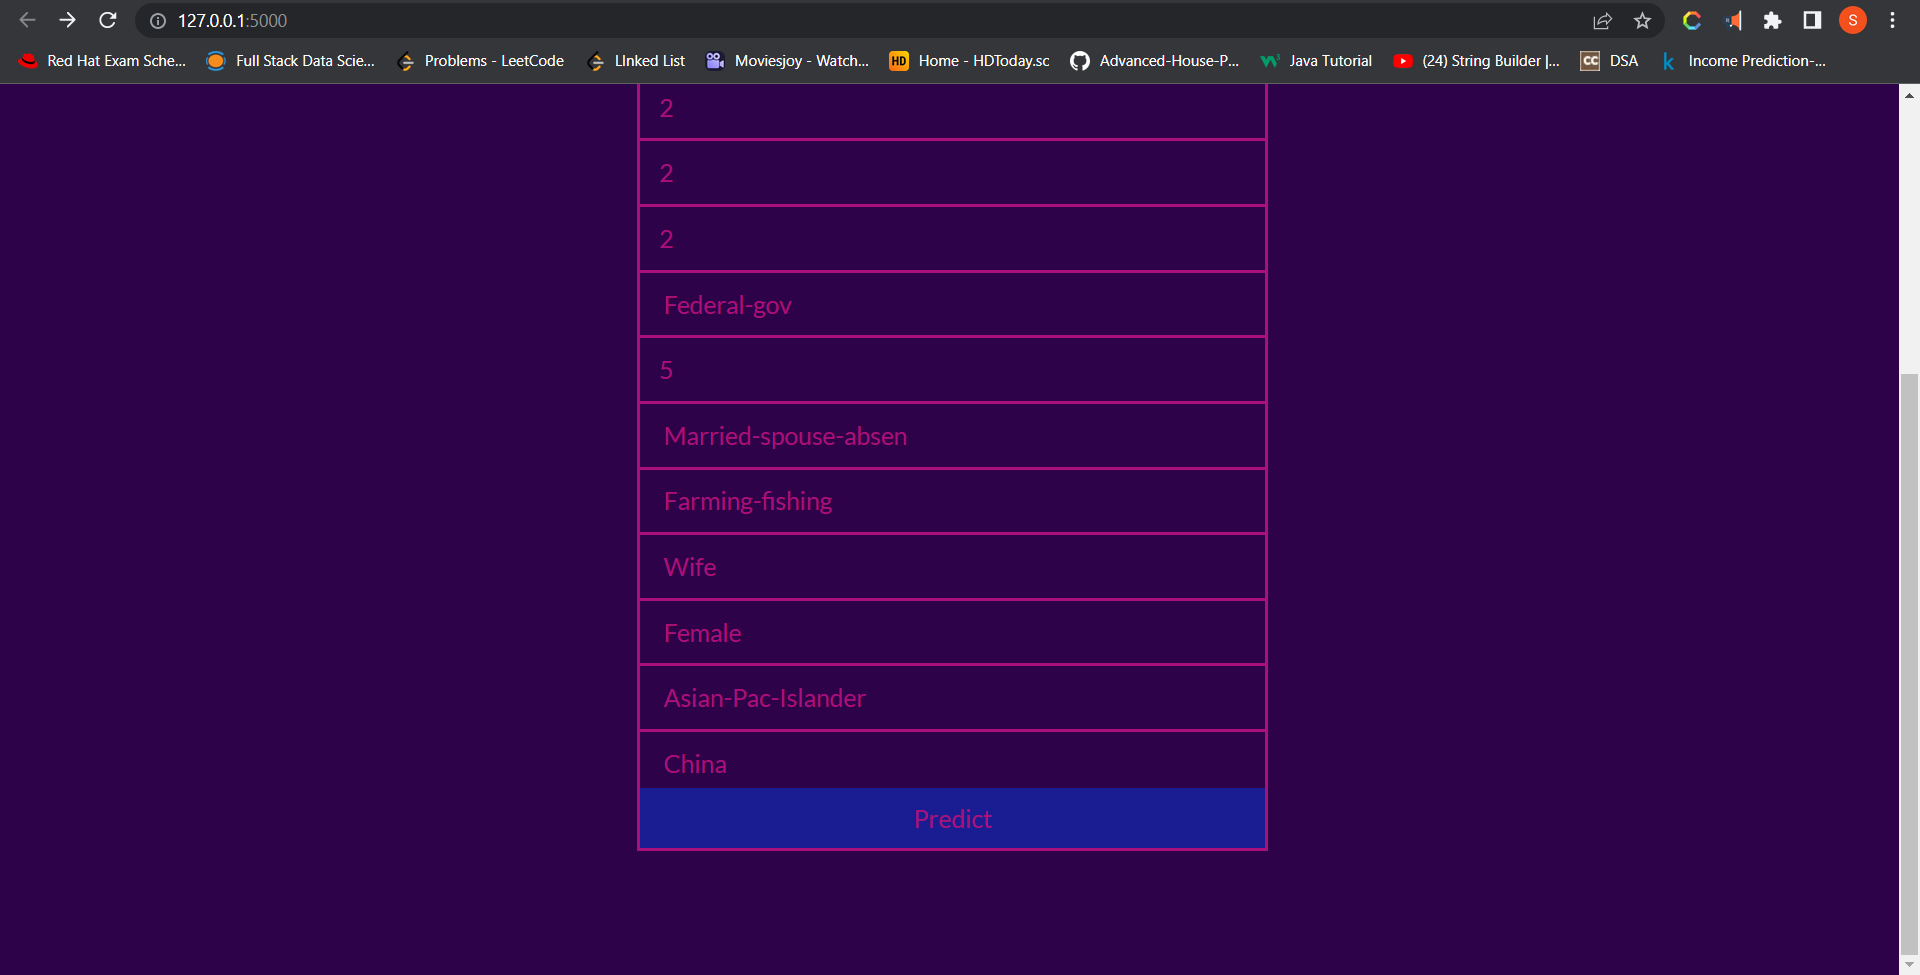 127.0.0.1:5000
S
Red Hat Exam Sche...
Full Stack Data Scie...
Problems - LeetCode
LInked List
Moviesjoy - Watch...
HD
Home - HDToday.sc
Advanced-House-P...
Java Tutorial
(24) String Builder |...
CC
DSA
k
Income Prediction-...
2
2
2
Federal-gov
5
Married-spouse-absen
Farming-fishing
Wife
Female
Asian-Pac-Islander
China
Predict